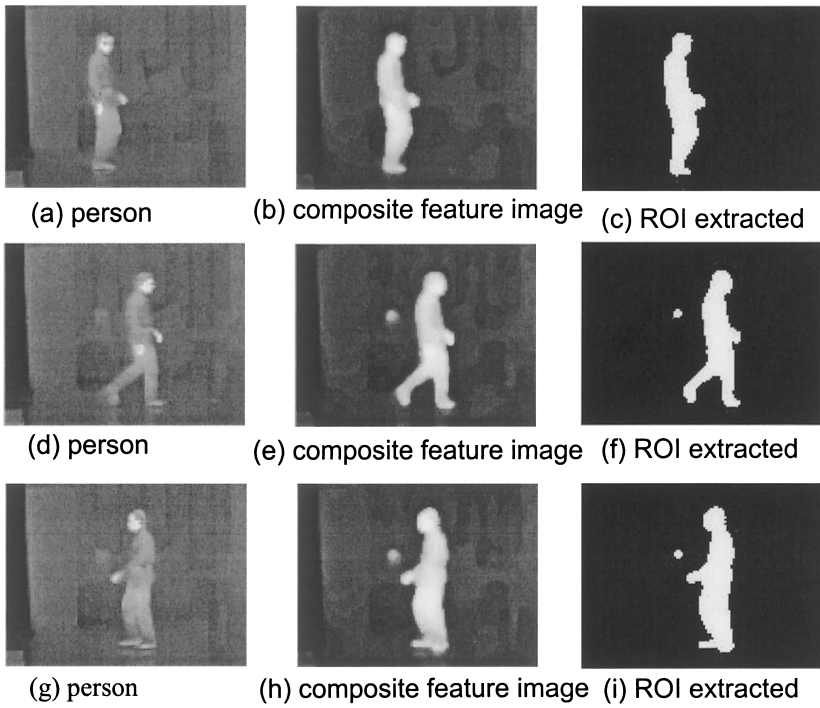 (a) person
(b) composite feature image
(c) ROI extracted
(d) person
(e) composite feature image
(f) ROI extracted
(g) person
(h) composite feature image
(i) ROI extracted